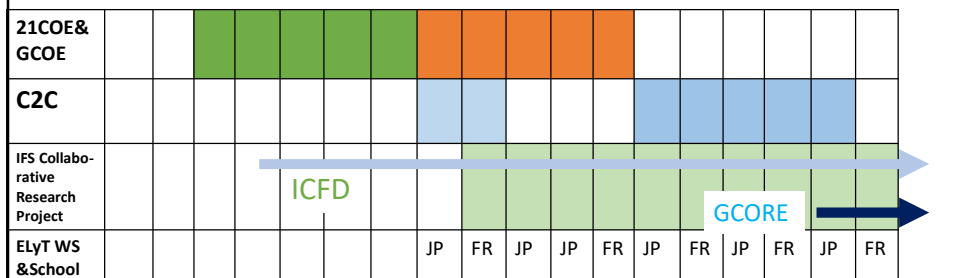 21COE&
GCOE
C2C
IFS Collabo-
rative
Research
Project
ICFD
GCORE
ELyT WS
&School
JP FR JP JP FR JP FR JP FR JP FR